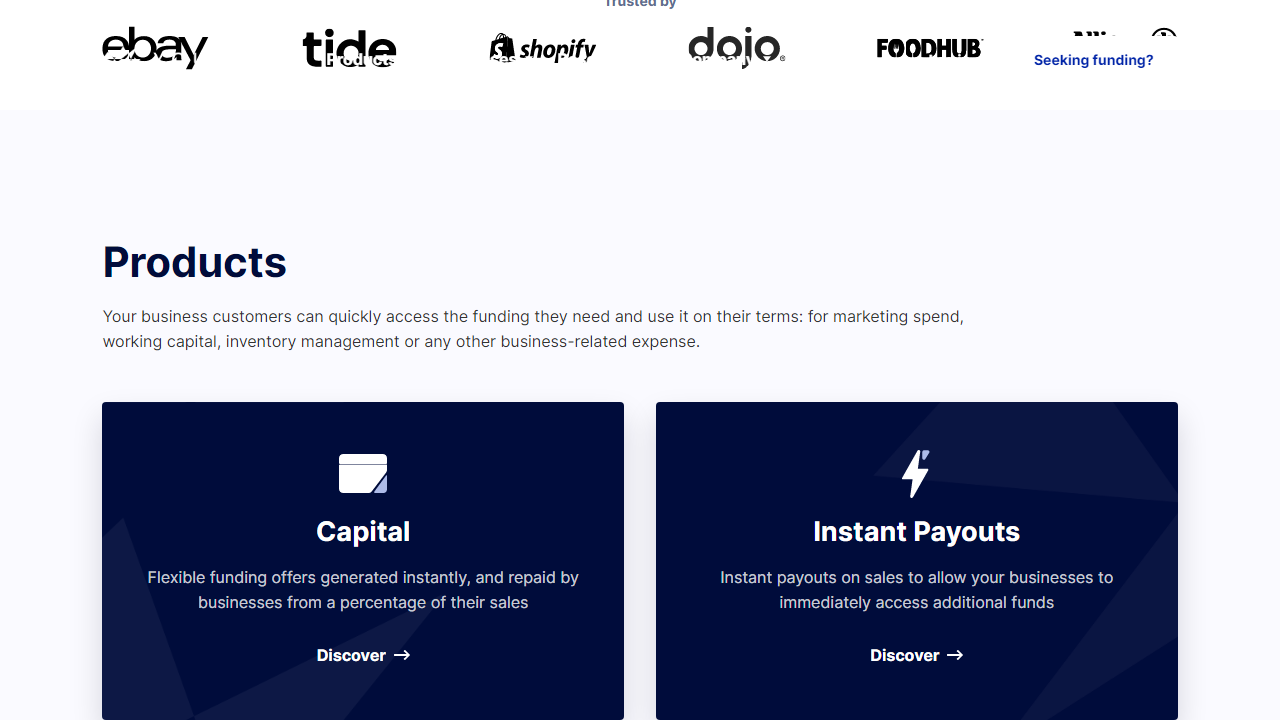 Trusted by
ebay
tide
shopify
dojo
FOODHUB
Products
Seeking funding?
Products
Your business customers can quickly access the funding they need and use it on their terms: for marketing spend,
working capital, inventory management or any other business-related expense.
Capital
Flexible funding offers generated instantly, and repaid by
businesses from a percentage of their sales
Discover
Instant Payouts
Instant payouts on sales to allow your businesses to
immediately access additional funds
Discover